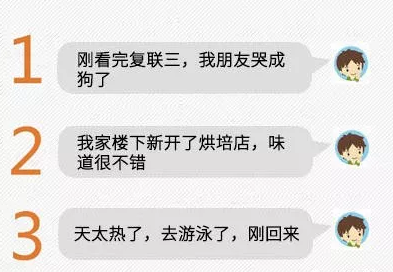 1
刚看完复联三，我朋友哭成
狗了
2
我家楼下新开了烘培店，味
道很不错
3
天太热了，去游泳了，刚回来